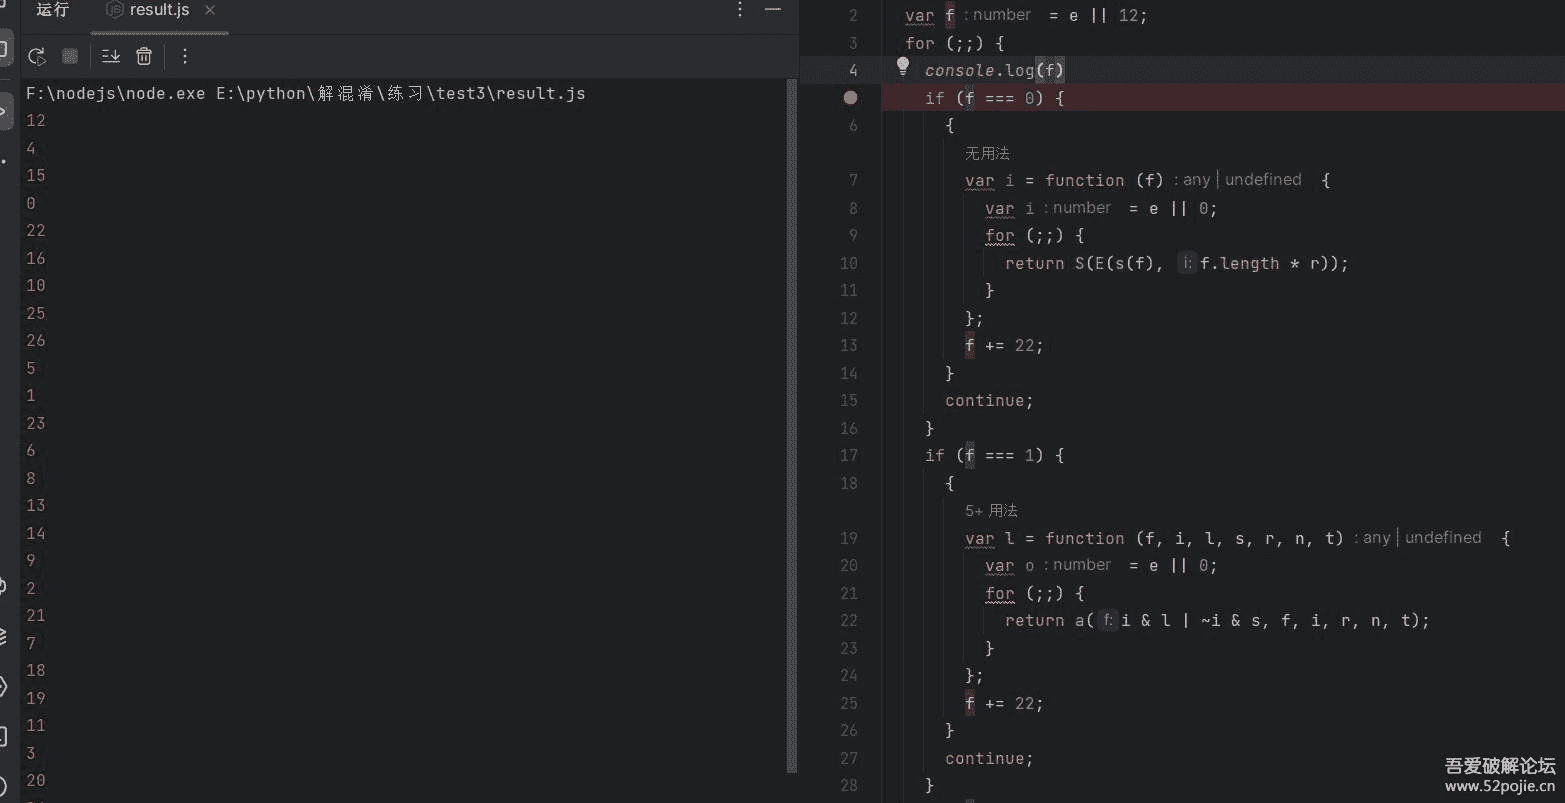 运行
result.js
F:\nodejs\node.exe E:\python\解混淆\练习\test3\result.js
12
4
15
0
22
16
10
25
26
5
1
23
6
8
13
14
9
2
21
7
18
19
11
3
20
2 var f : number = e || 12;
3 for (;;) {
4 console.log(f)
if (f === 0) {
6 {
无用法
7 var i = function (f) : any | undefined {
8 var i : number = e || 0;
9 for (;;) {
10 return S(E(s(f), i: f.length * r));
11 }
12 };
13 f += 22;
14 }
15 continue;
16 }
17 if (f === 1) {
18 {
5+ 用法
19 var l = function (f, i, l, s, r, n, t) : any | undefined {
20 var o : number = e || 0;
21 for (;;) {
22 return a( f: i & l | ~i & s, f, i, r, n, t);
23 }
24 };
25 f += 22;
26 }
27 continue;
28 }
吾爱破解论坛
www.52pojie.cn